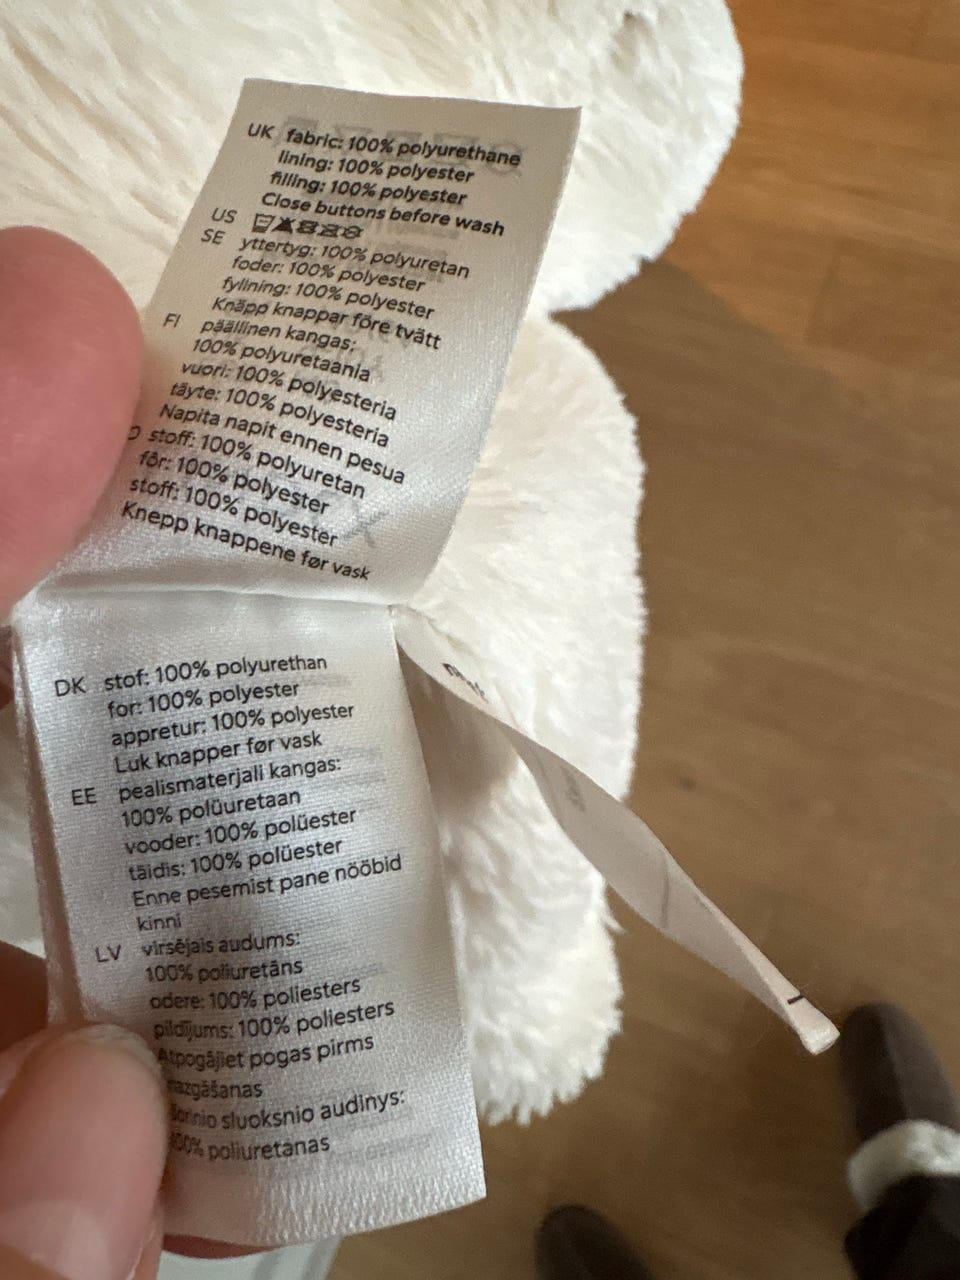 UK fabric: 100% polyurethane
lining: 100% polyester
filling: 100% polyester
Close buttons before wash
US
SE yttertyg: 100% polyuretan
foder: 100% polyester
fyllning: 100% polyester
Knäpp knappar före tvätt
FI päällinen kangas:
100% polyuretaania
vuori: 100% polyesteria
täyte: 100% polyesteria
Napita napit ennen pesua
stoff: 100% polyuretan
fôr: 100% polyester
stoff: 100% polyester
Knepp knappene før vask
DK stof: 100% polyurethan
for: 100% polyester
appretur: 100% polyester
Luk knapper før vask
EE pealismaterjali kangas:
100% polüuretaan
vooder: 100% polüester
täidis: 100% polüester
Enne pesemist pane nööbid
kinni
LV virsējais audums:
100% poliuretāns
odere: 100% poliesters
pildījums: 100% poliesters
Atpogājiet pogas pirms
mazgāšanas
sluoksnio audinys:
100% poliuretanas